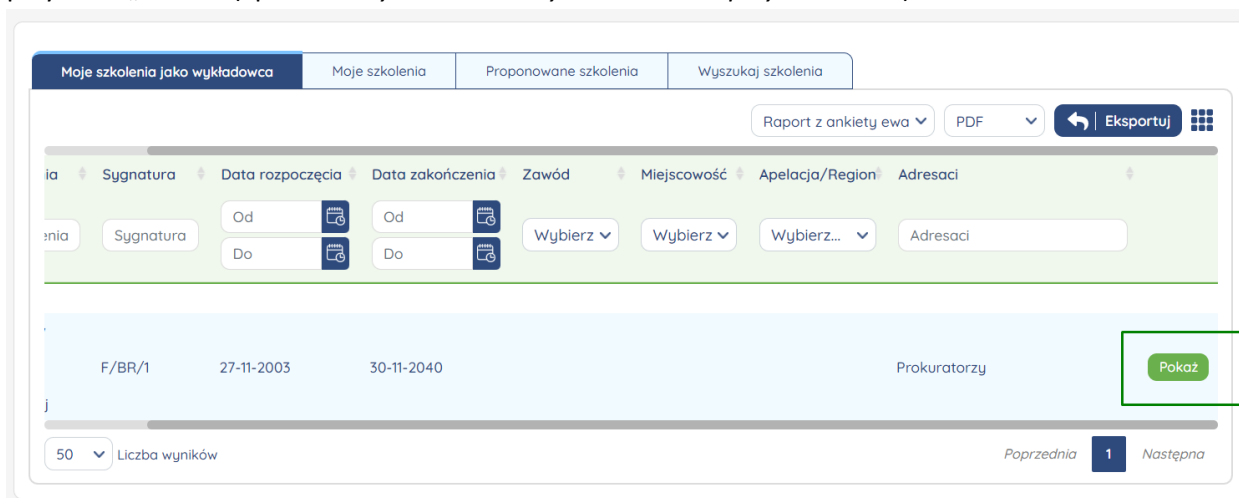 Moje szkolenia jako wykładowca Moje szkolenia Proponowane szkolenia Wyszukaj szkolenia
Raport z ankiety ewa PDF Eksportuj
ia Sygnatura Data rozpoczęcia Data zakończenia Zawód Miejscowość Apelacja/Region Adresaci
Od Od
enia Sygnatura Wybierz Wybierz Wybierz... Adresaci
Do Do
F/BR/1 27-11-2003 30-11-2040 Prokuratorzy Pokaż
j
50 Liczba wyników Poprzednia 1 Następna